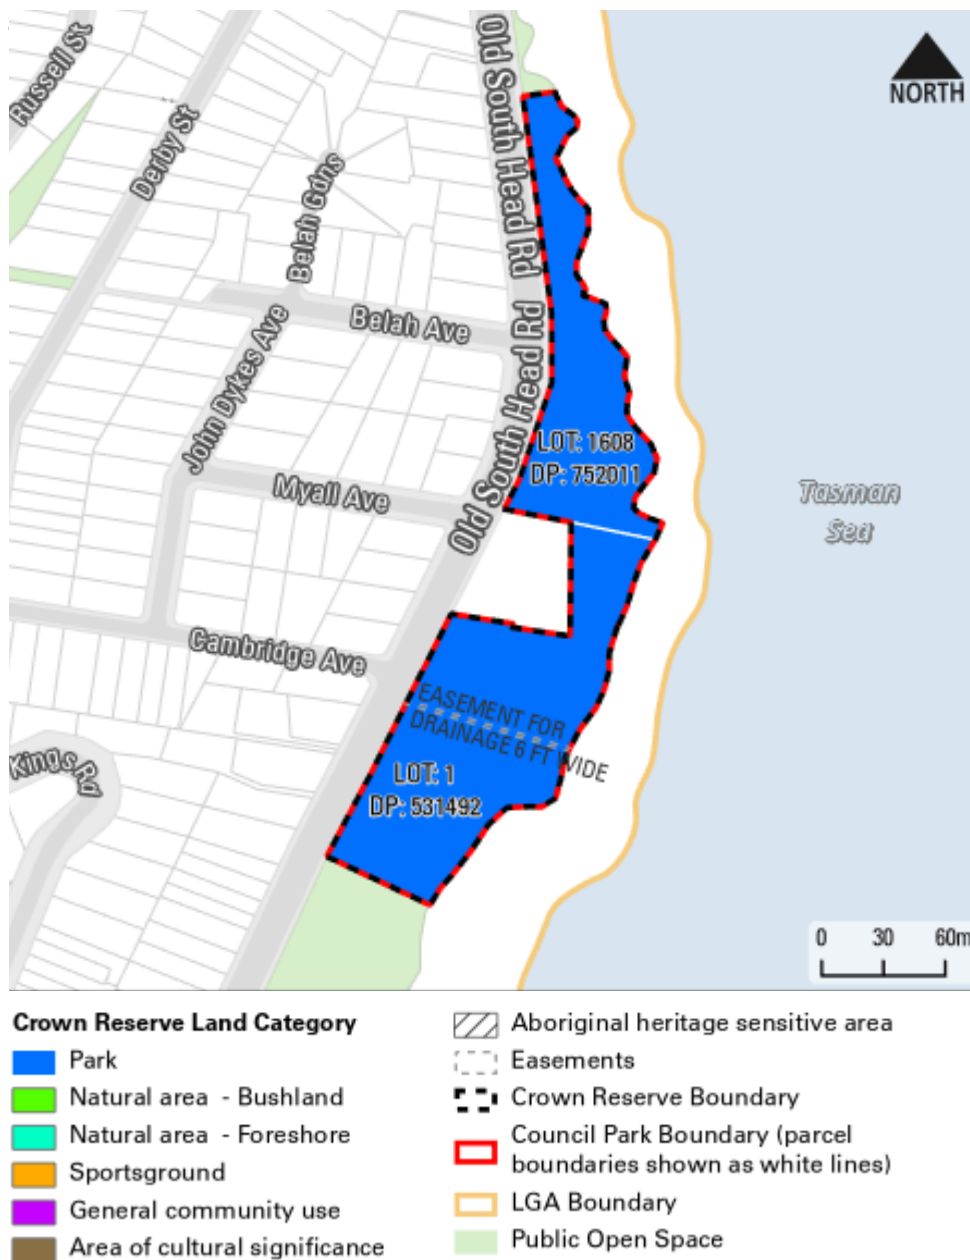 Russell St
Derby St
Belah Gdns
Old South Head Rd
NORTH
Belah Ave
John Dykes Ave
Old South Head Rd
LOT: 1608
DP: 752011
Myall Ave
Tasman
Sea
Cambridge Ave
EASEMENT FOR
DRAINAGE 6 FT WIDE
Kings Rd
LOT: 1
DP: 531492
0 30 60m
Crown Reserve Land Category
Park
Natural area - Bushland
Natural area - Foreshore
Sportsground
General community use
Area of cultural significance
Aboriginal heritage sensitive area
Easements
Crown Reserve Boundary
Council Park Boundary (parcel
boundaries shown as white lines)
LGA Boundary
Public Open Space